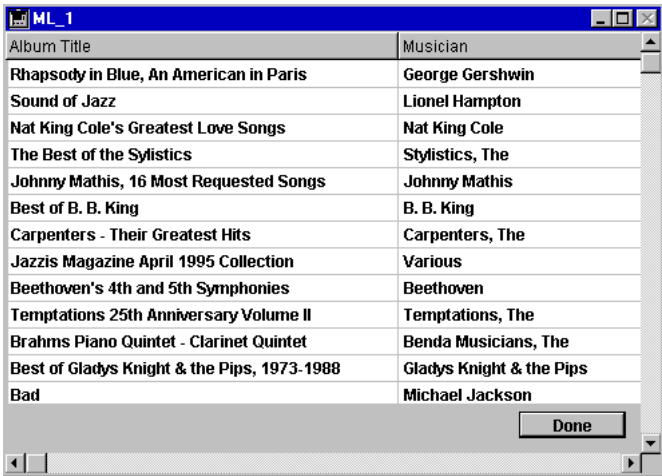 ML_1
Album Title Musician
Rhapsody in Blue, An American in Paris George Gershwin
Sound of Jazz Lionel Hampton
Nat King Cole's Greatest Love Songs Nat King Cole
The Best of the Sylistics Stylistics, The
Johnny Mathis, 16 Most Requested Songs Johnny Mathis
Best of B. B. King B. B. King
Carpenters - Their Greatest Hits Carpenters, The
Jazzis Magazine April 1995 Collection Various
Beethoven's 4th and 5th Symphonies Beethoven
Temptations 25th Anniversary Volume II Temptations, The
Brahms Piano Quintet - Clarinet Quintet Benda Musicians, The
Best of Gladys Knight & the Pips, 1973-1988 Gladys Knight & the Pips
Bad Michael Jackson
Done